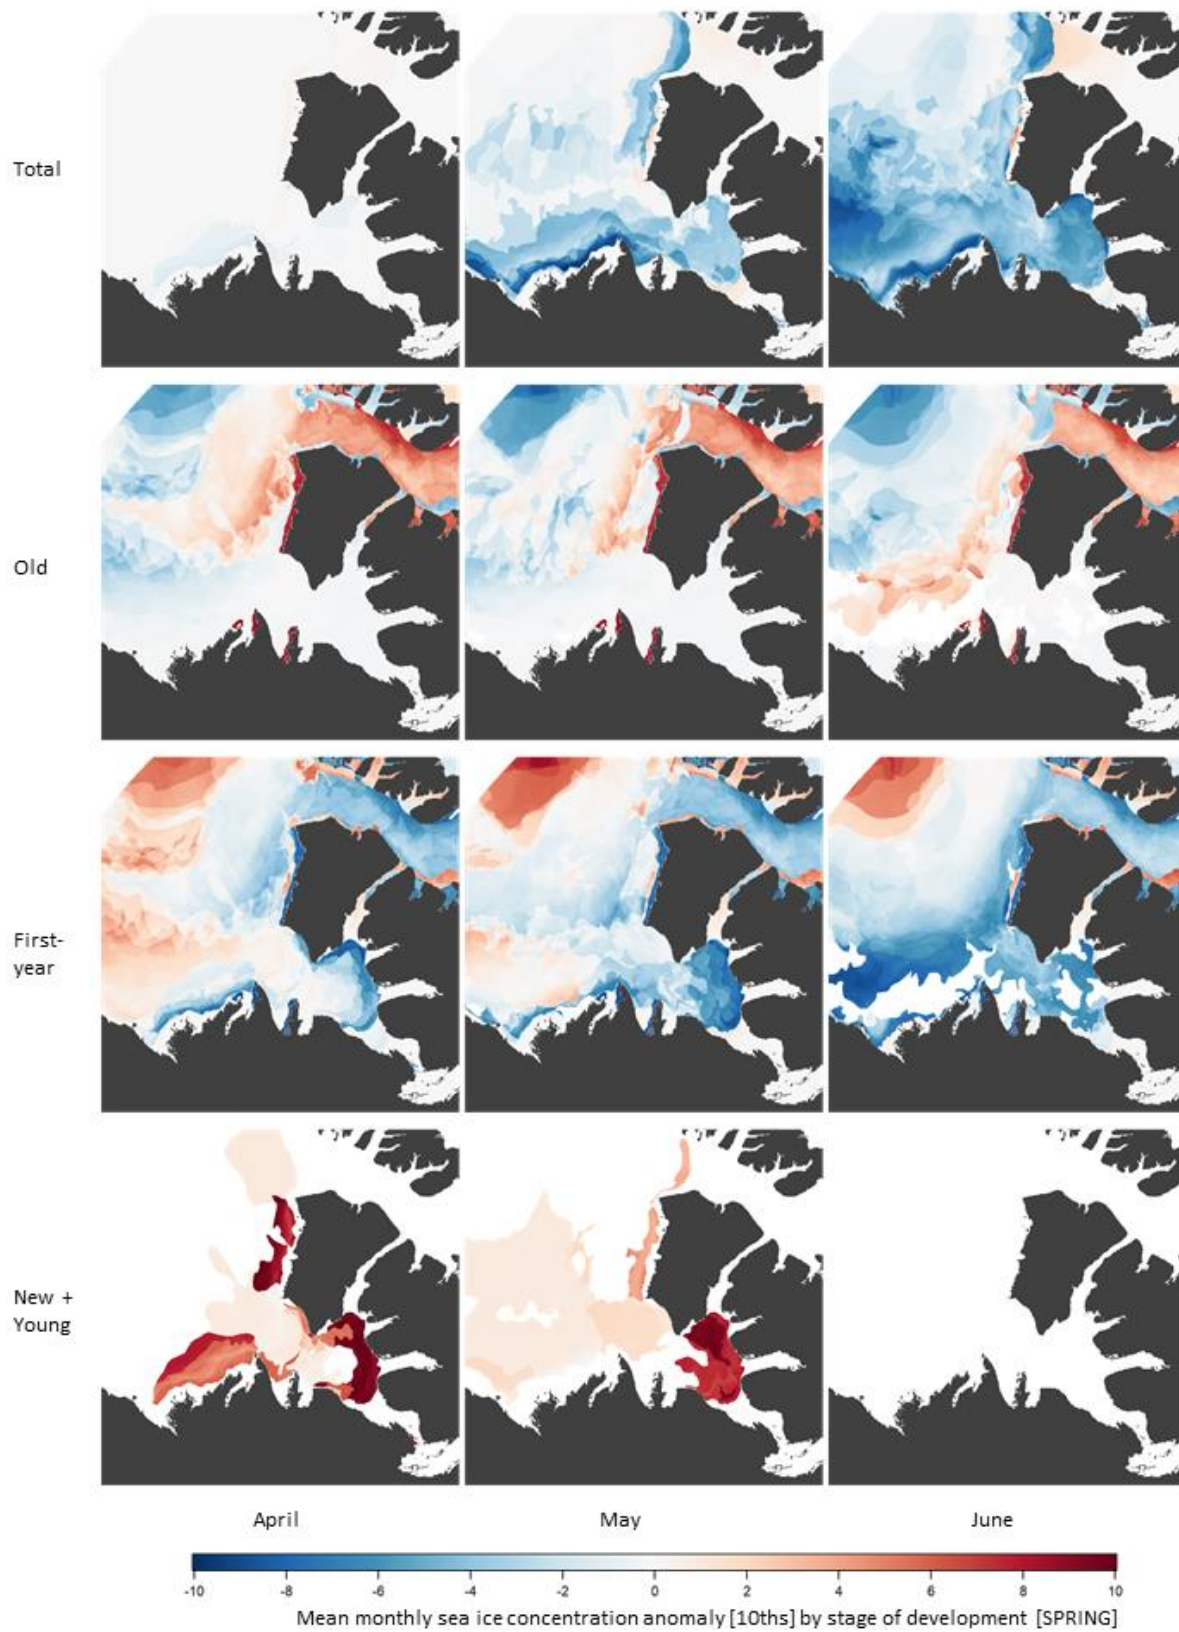 Total
Old
First-
year
New +
Young
April May June
-10 -8 -6 -4 -2 0 2 4 6 8 10
Mean monthly sea ice concentration anomaly [10ths] by stage of development [SPRING]